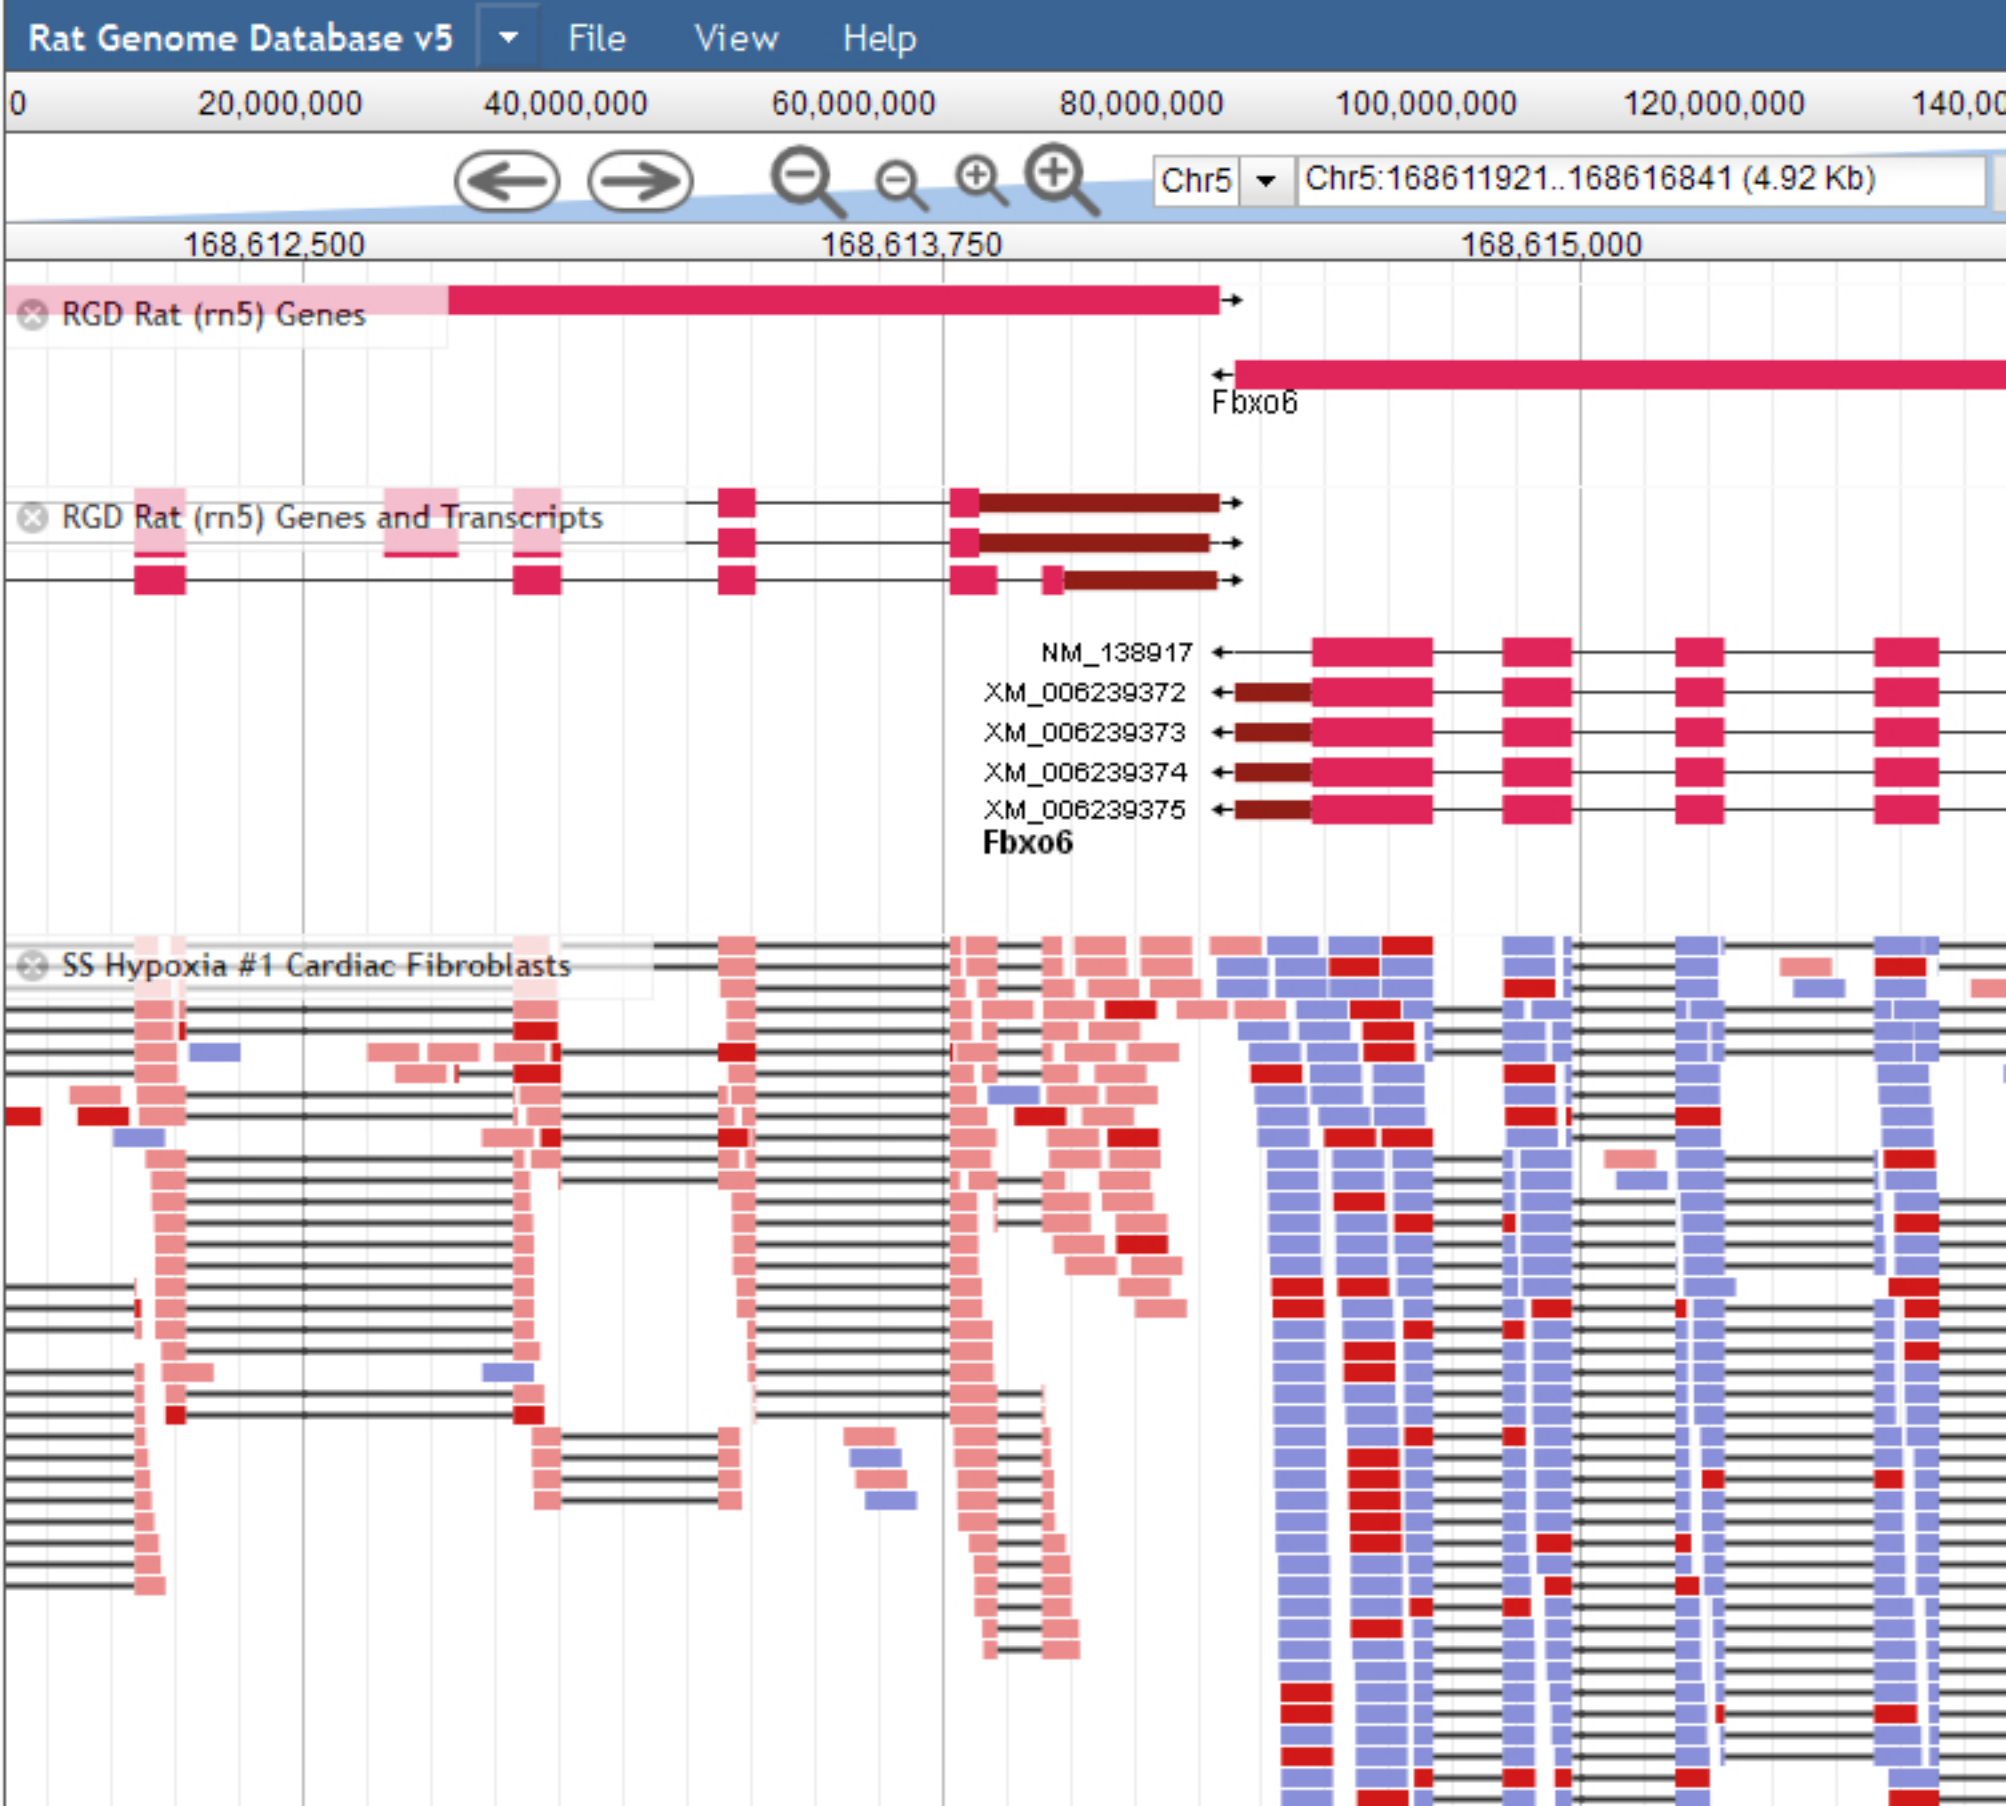 Rat Genome Database v5 File View Help
0 20,000,000 40,000,000 60,000,000 80,000,000 100,000,000 120,000,000 140,00
Chr5 Chr5:168611921..168616841 (4.92 Kb)
168,612,500 168,613,750 168,615,000
RGD Rat (rn5) Genes
Fbxo6
RGD Rat (rn5) Genes and Transcripts
NM_138917
XM_006239372
XM_006239373
XM_006239374
XM_006239375
Fbxo6
SS Hypoxia #1 Cardiac Fibroblasts